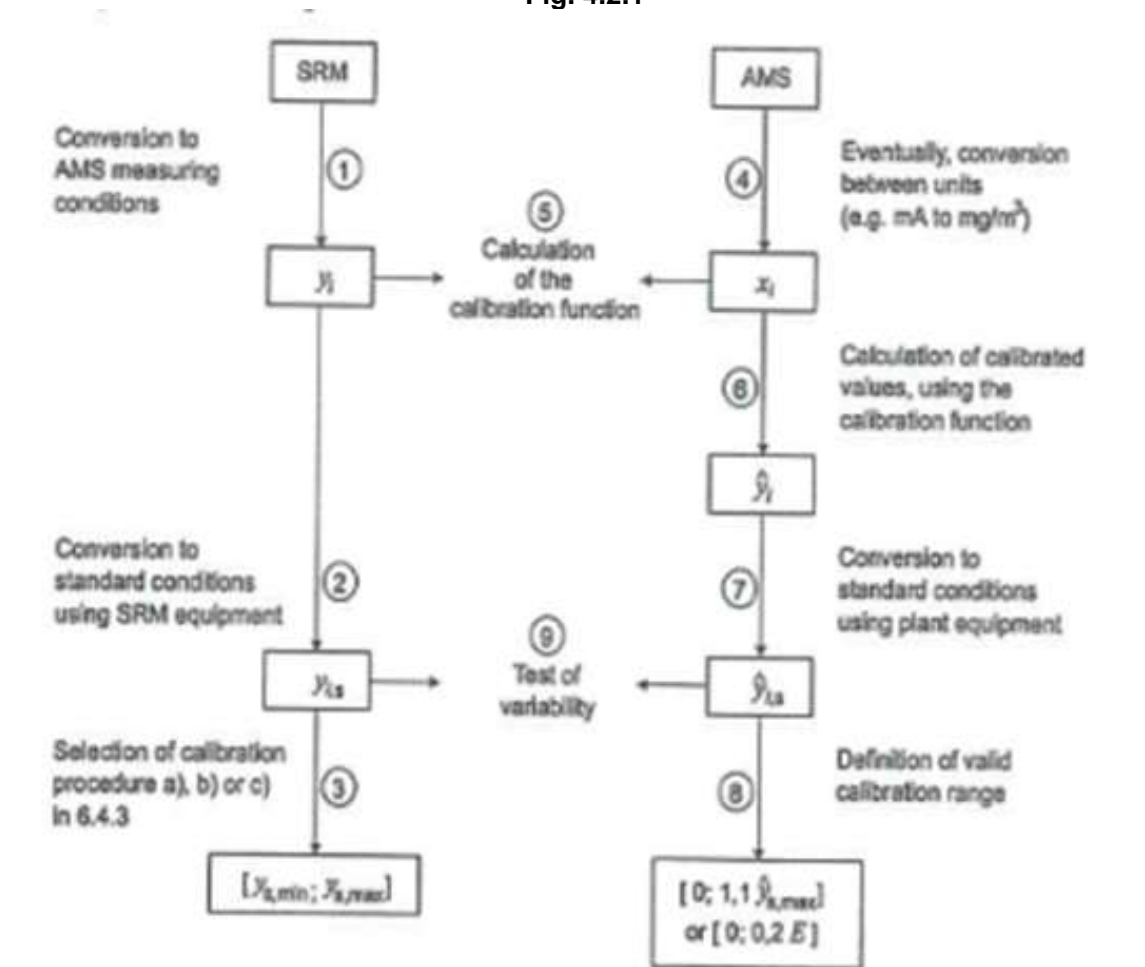 SRM
AMS
Conversion to
AMS measuring
conditions
1
4
Eventually, conversion
between units
(e.g. mA to mg/m³)
5
Calculation
of the
calibration function
yᵢ
xᵢ
6
Calculation of calibrated
values, using the
calibration function
ŷᵢ
Conversion to
standard conditions
using SRM equipment
2
7
Conversion to
standard conditions
using plant equipment
9
Test of
variability
yᵢ,ₛ
ŷᵢ,ₛ
Selection of calibration
procedure a), b) or c)
in 6.4.3
3
8
Definition of valid
calibration range
[yₛ,min; yₛ,max]
[0; 1,1 ŷₛ,max]
or [0; 0,2 E]